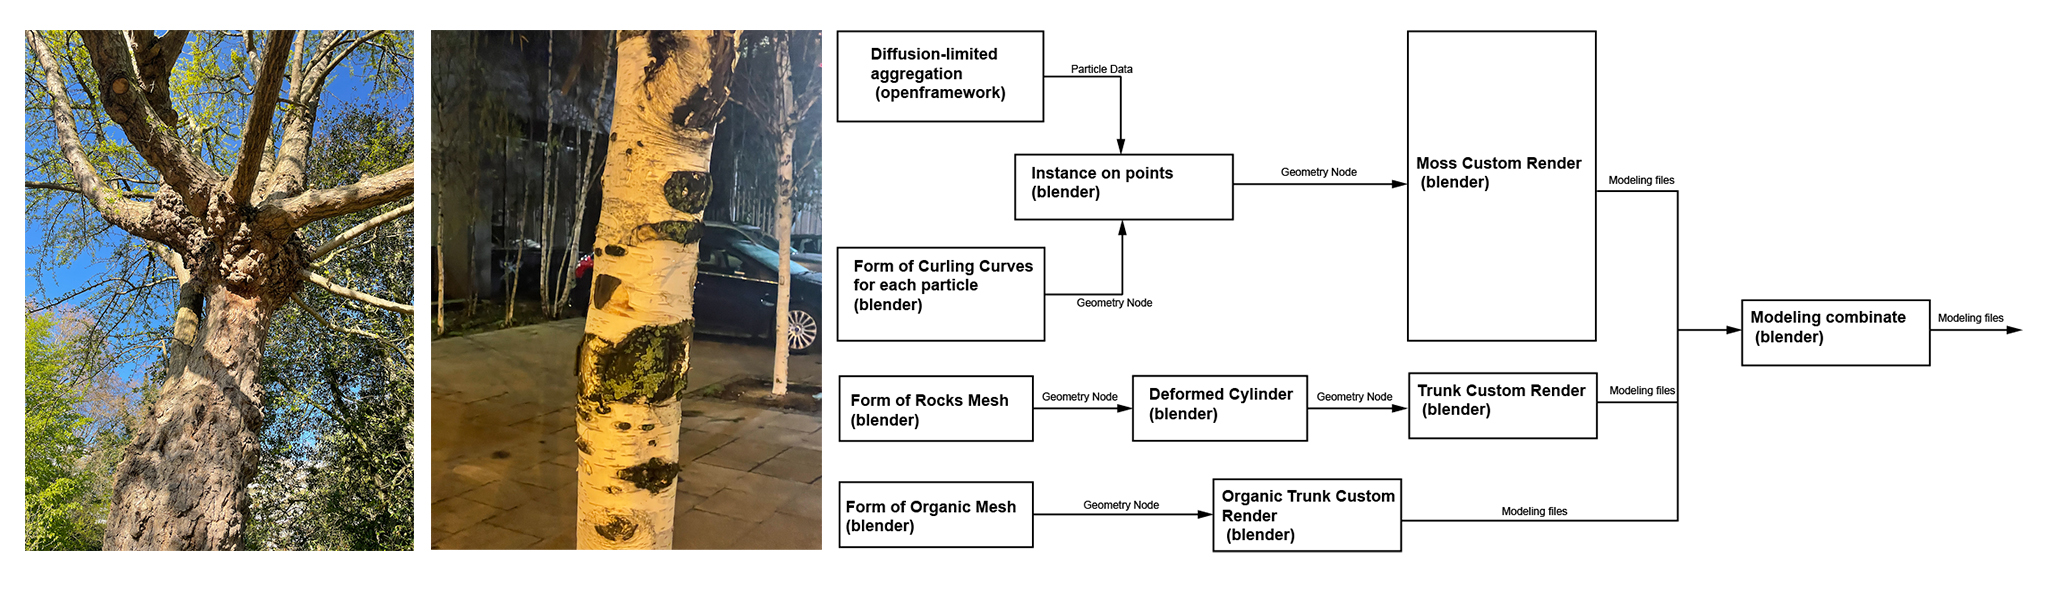 Diffusion-limited
aggregation
(openframework)
Particle Data
Instance on points
(blender)
Geometry Node
Form of Curling Curves
for each particle
(blender)
Geometry Node
Moss Custom Render
(blender)
Modeling files
Form of Rocks Mesh
(blender)
Geometry Node
Deformed Cylinder
(blender)
Geometry Node
Trunk Custom Render
(blender)
Modeling files
Form of Organic Mesh
(blender)
Geometry Node
Organic Trunk Custom
Render
(blender)
Modeling files
Modeling combinate
(blender)
Modeling files